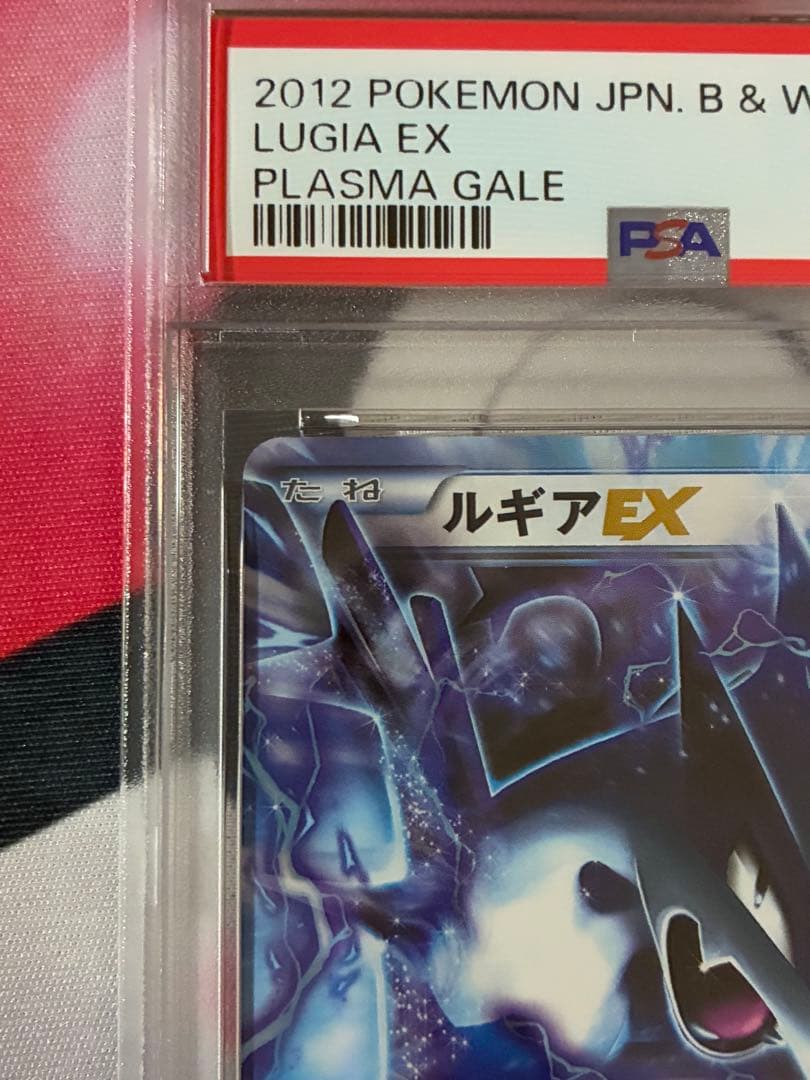 2012 POKEMON JPN. B & W
LUGIA EX
PLASMA GALE
PSA
たね
ルギアEX